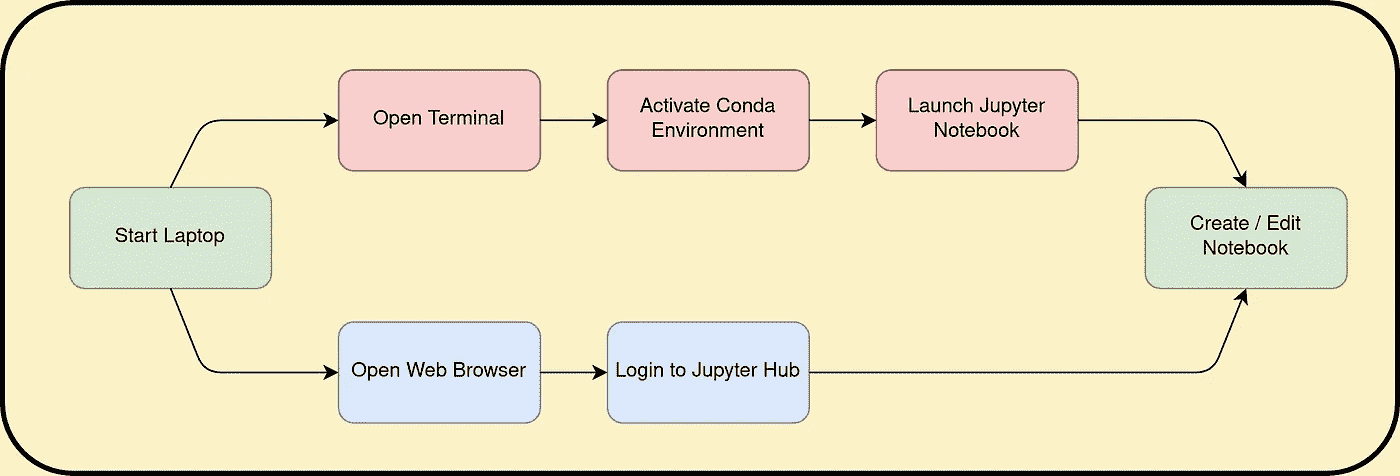 Open Terminal
Activate Conda
Environment
Launch Jupyter
Notebook
Start Laptop
Create / Edit
Notebook
Open Web Browser
Login to Jupyter Hub